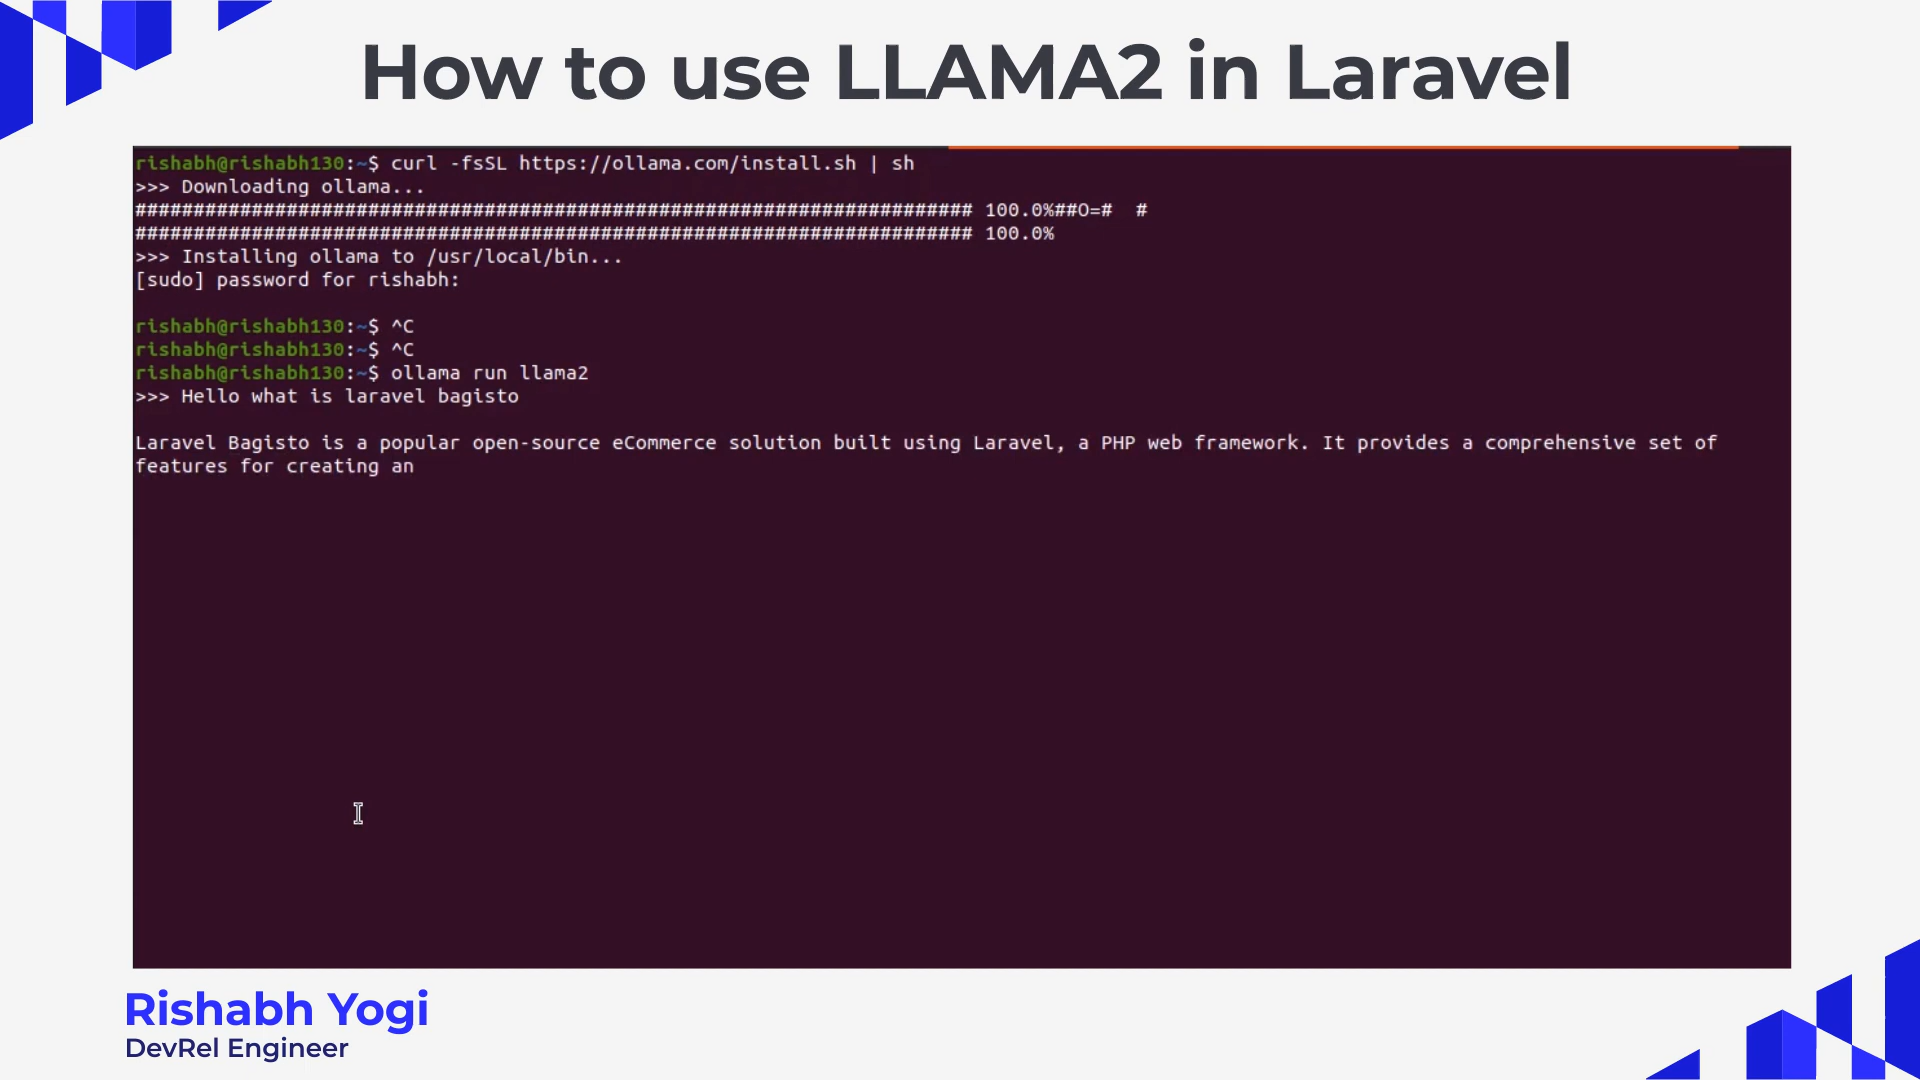 How to use LLAMA2 in Laravel
rishabh@rishabh130:~$ curl -fsSL https://ollama.com/install.sh | sh
>>> Downloading ollama...
######################################################################## 100.0%##O=#  #
######################################################################## 100.0%
>>> Installing ollama to /usr/local/bin...
[sudo] password for rishabh:
rishabh@rishabh130:~$ ^C
rishabh@rishabh130:~$ ^C
rishabh@rishabh130:~$ ollama run llama2
>>> Hello what is laravel bagisto
Laravel Bagisto is a popular open-source eCommerce solution built using Laravel, a PHP web framework. It provides a comprehensive set of
features for creating an
Rishabh Yogi
DevRel Engineer